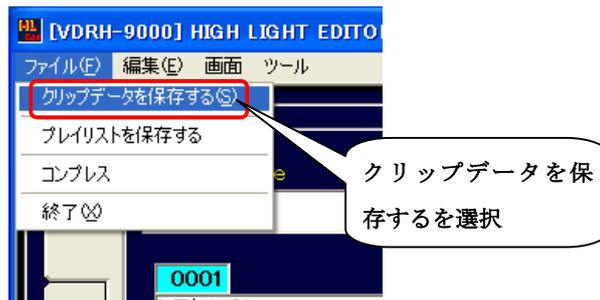 [VDRH-9000] HIGH LIGHT EDITO
ファイル(F) 編集(E) 画面 ツール
クリップデータを保存する(S)
プレイリストを保存する
コンプレス
終了(X)
e
クリップデータを保
存するを選択
0001